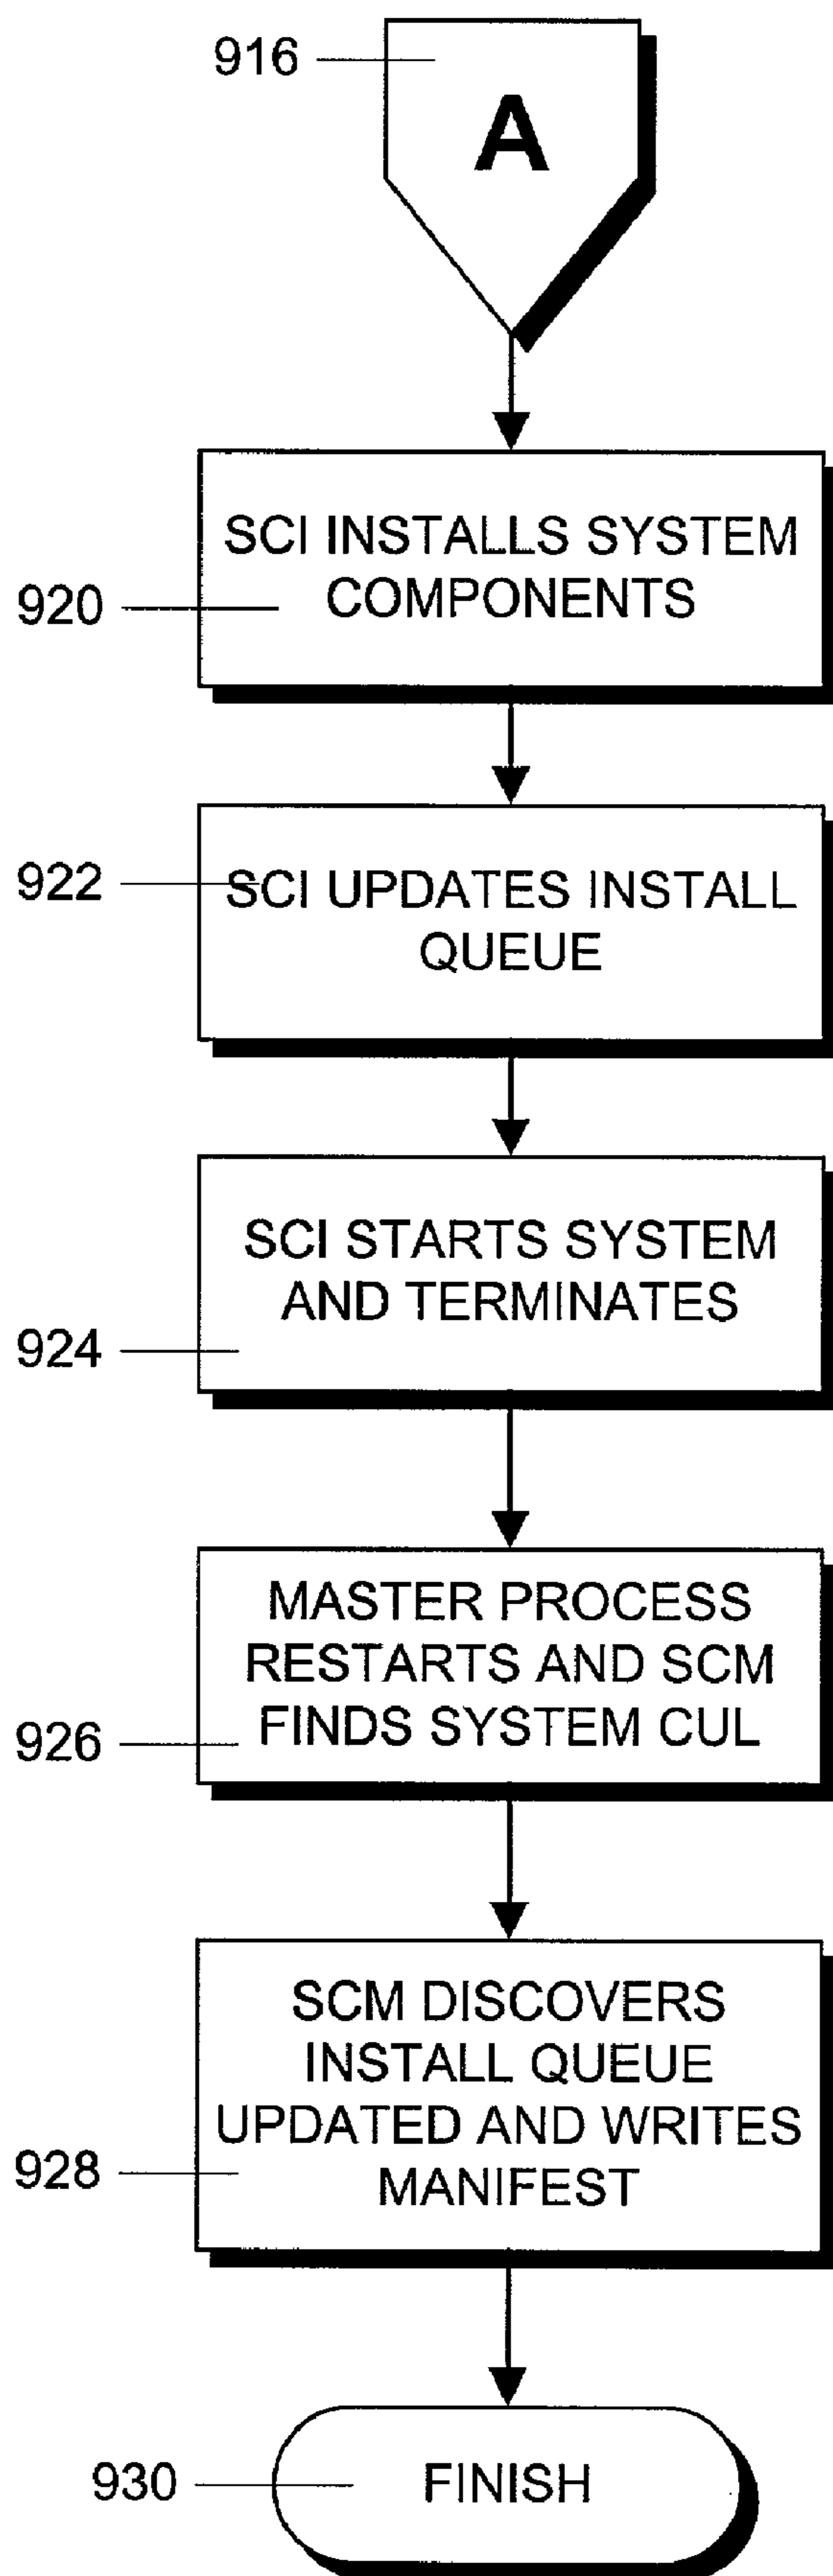 916
A
SCI INSTALLS SYSTEM
COMPONENTS
920
922
SCI UPDATES INSTALL
QUEUE
SCI STARTS SYSTEM
AND TERMINATES
924
MASTER PROCESS
RESTARTS AND SCM
FINDS SYSTEM CUL
926
SCM DISCOVERS
INSTALL QUEUE
UPDATED AND WRITES
MANIFEST
928
930
FINISH